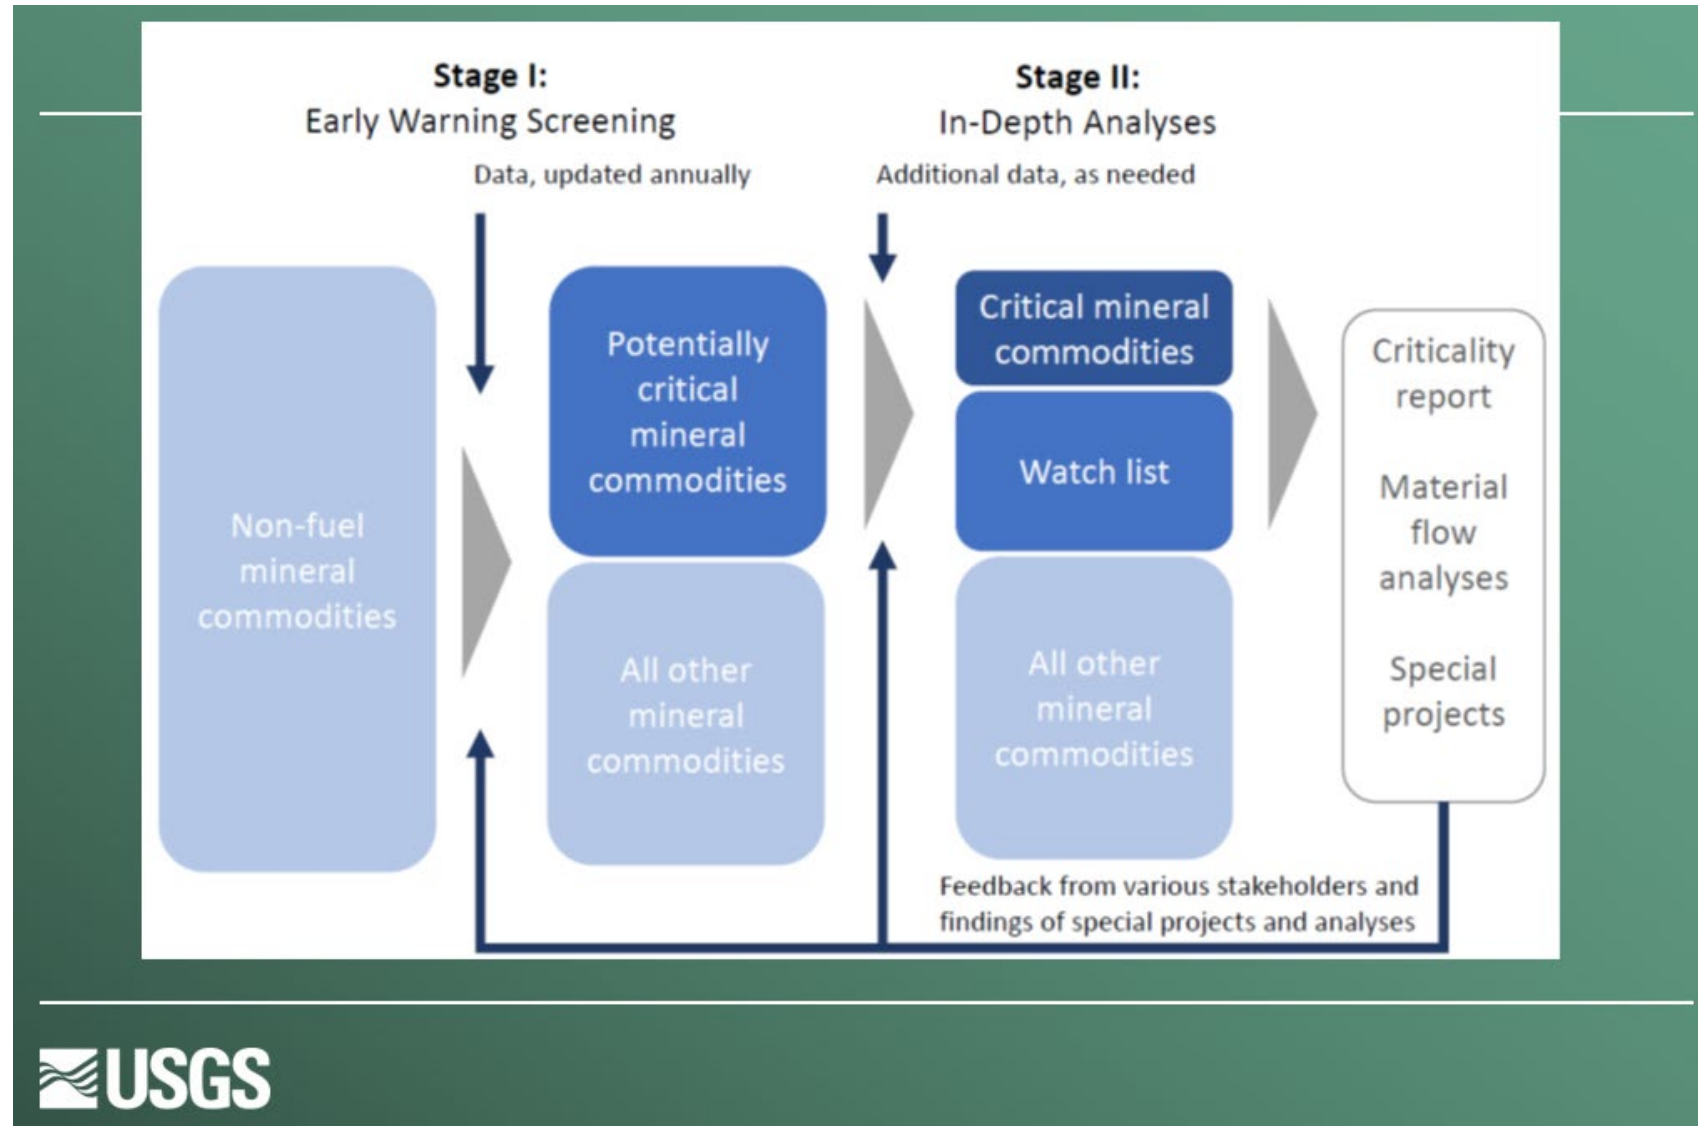 Stage I:
Early Warning Screening
Data, updated annually
Stage II:
In-Depth Analyses
Additional data, as needed
Non-fuel
mineral
commodities
Potentially
critical
mineral
commodities
All other
mineral
commodities
Critical mineral
commodities
Watch list
All other
mineral
commodities
Criticality
report
Material
flow
analyses
Special
projects
Feedback from various stakeholders and
findings of special projects and analyses
USGS